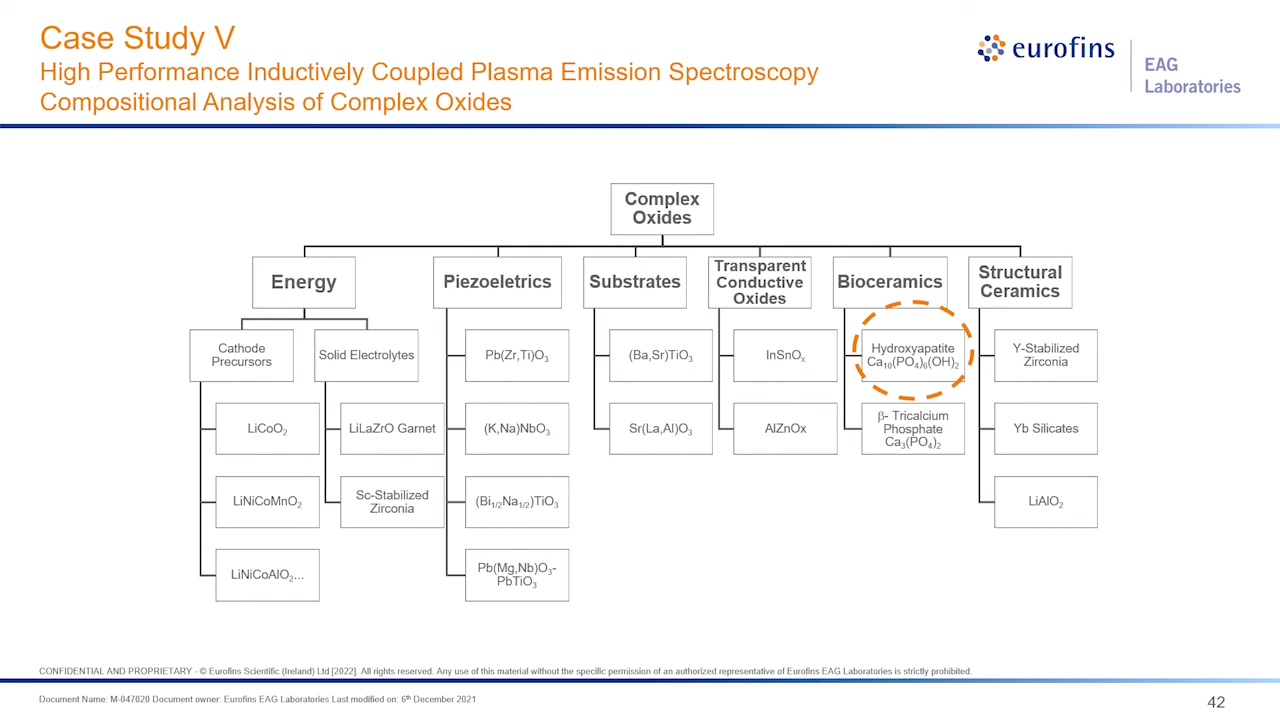 Case Study V
High Performance Inductively Coupled Plasma Emission Spectroscopy
Compositional Analysis of Complex Oxides
eurofins
EAG
Laboratories
Complex
Oxides
Energy
Piezoeletrics
Substrates
Transparent
Conductive
Oxides
Bioceramics
Structural
Ceramics
Cathode
Precursors
Solid Electrolytes
Pb(Zr,Ti)O3
(Ba,Sr)TiO3
InSnOX
Hydroxyapatite
Ca10(PO4)6(OH)2
Y-Stabilized
Zirconia
LiCoO2
LiLaZrO Garnet
(K,Na)NbO3
Sr(La,Al)O3
AlZnOx
β- Tricalcium
Phosphate
Ca3(PO4)2
Yb Silicates
LiNiCoMnO2
Sc-Stabilized
Zirconia
(Bi1/2Na1/2)TiO3
LiAlO2
LiNiCoAlO2...
Pb(Mg,Nb)O3-
PbTiO3
CONFIDENTIAL AND PROPRIETARY - © Eurofins Scientific (Ireland) Ltd [2022]. All rights reserved. Any use of this material without the specific permission of an authorized representative of Eurofins EAG Laboratories is strictly prohibited.
Document Name: M-047020 Document owner: Eurofins EAG Laboratories Last modified on: 6th December 2021
42